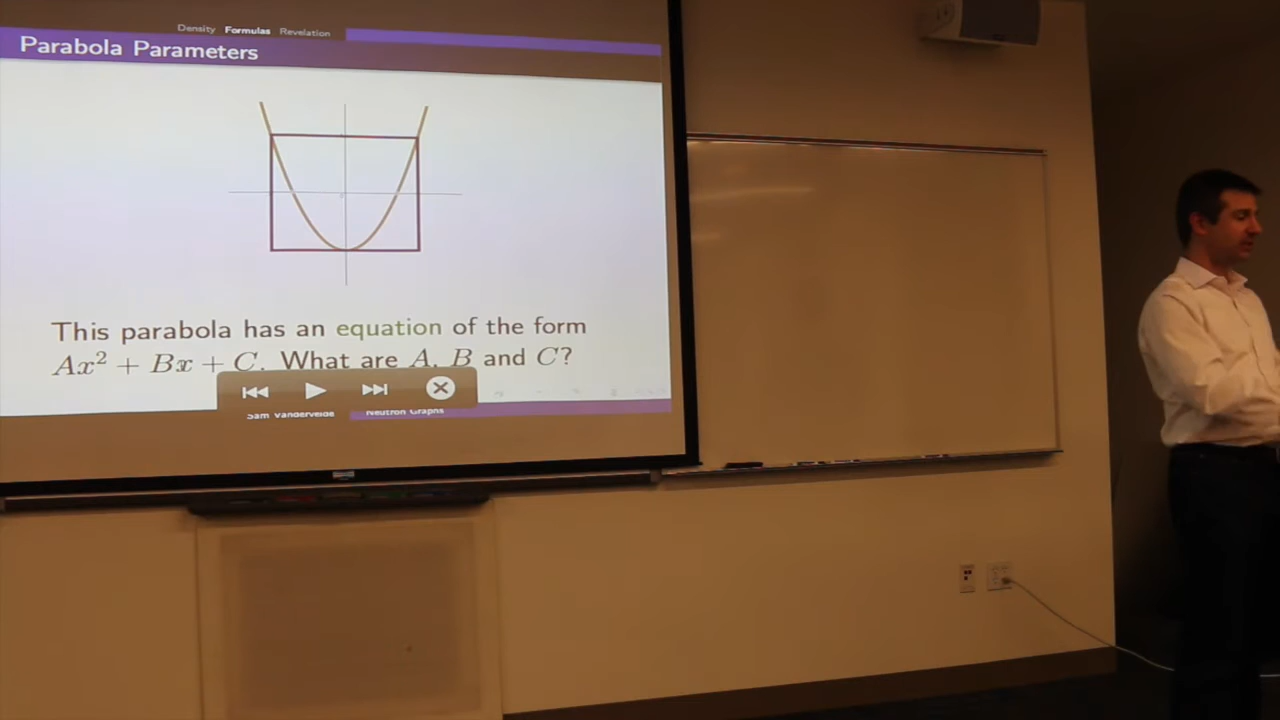 Density Formulas Revelation
Parabola Parameters
This parabola has an equation of the form
Ax² + Bx + C. What are A, B and C?
Sam Vandervelde Neutron Graphs